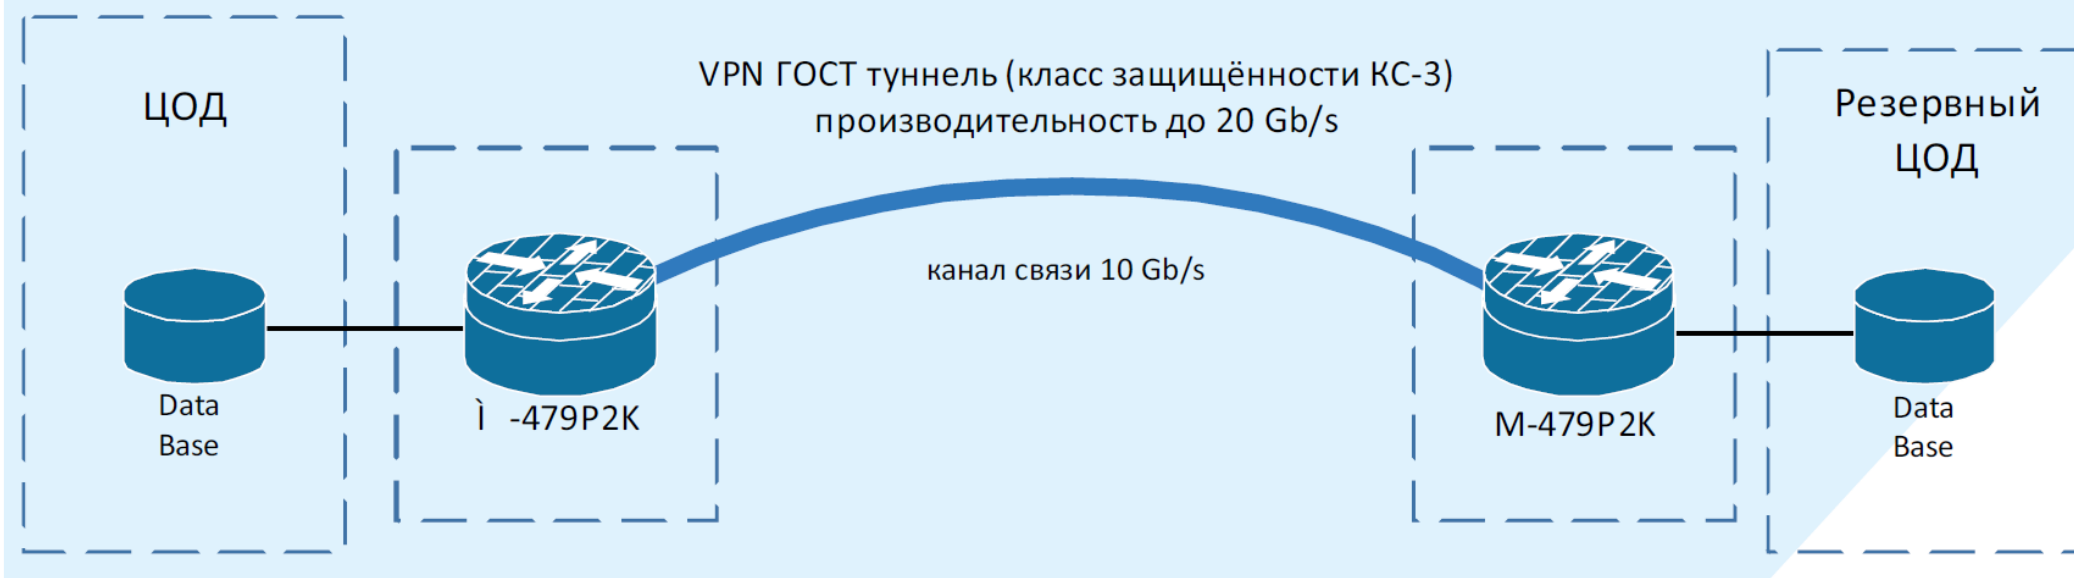 ЦОД
VPN ГОСТ туннель (класс защищённости КС-3)
производительность до 20 Gb/s
Резервный
ЦОД
канал связи 10 Gb/s
Data
Base
Ì -479P2K
M-479P2K
Data
Base